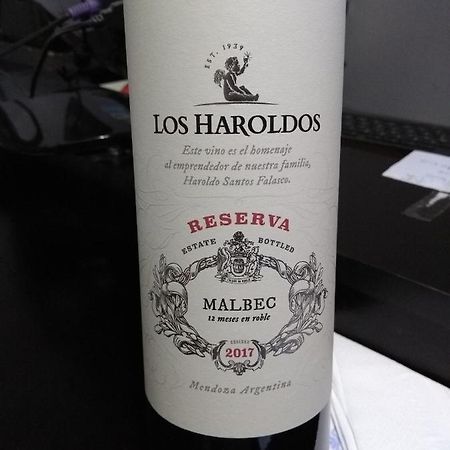 EST. 1939
LOS HAROLDOS
Este vino es el homenaje
al emprendedor de nuestra familia,
Haroldo Santos Falasco.
RESERVA
ESTATE BOTTLED
MALBEC
12 meses en roble
2017
Mendoza Argentina